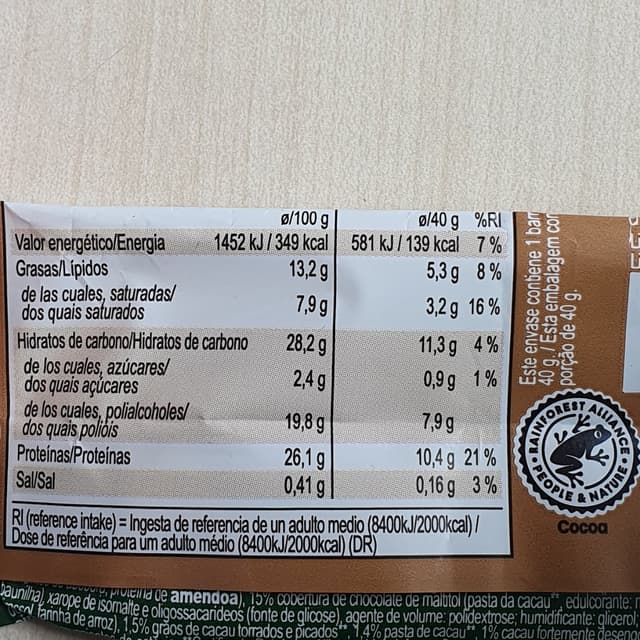 ø/100 g ø/40 g %RI
Valor energético/Energia 1452 kJ / 349 kcal 581 kJ / 139 kcal 7 %
Grasas/Lípidos 13,2 g 5,3 g 8 %
de las cuales, saturadas/
dos quais saturados 7,9 g 3,2 g 16 %
Hidratos de carbono/Hidratos de carbono 28,2 g 11,3 g 4 %
de los cuales, azúcares/
dos quais açúcares 2,4 g 0,9 g 1 %
de los cuales, polialcoholes/
dos quais polióis 19,8 g 7,9 g
Proteínas/Proteínas 26,1 g 10,4 g 21 %
Sal/Sal 0,41 g 0,16 g 3 %
RI (reference intake) = Ingesta de referencia de un adulto medio (8400kJ/2000kcal) /
Dose de referência para um adulto médio (8400kJ/2000kcal) (DR)
Este envase contiene 1
40 g. / Esta embalagem
porção de 40 g.
RAINFOREST ALLIANCE
PEOPLE & NATURE
Cocoa
proteína de amendoa), 15% cobertura de chocolate de maltitol (pasta de cacau**, edulcorante:
baunilha), xarope de isomalte e oligossacarídeos (fonte de glicose), agente de volume: polidextrose; humidificante: glicerol
farinha de arroz), 1,5% grãos de cacau torrados e picados**, 1,4% pasta de cacau**, 1% cacau fortemente